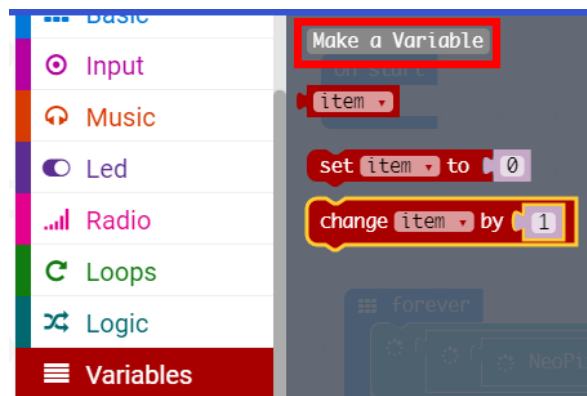 Basic
Input
Music
Led
Radio
Loops
Logic
Variables
Make a Variable
on start
item
set item to 0
change item by 1
forever
NeoPi